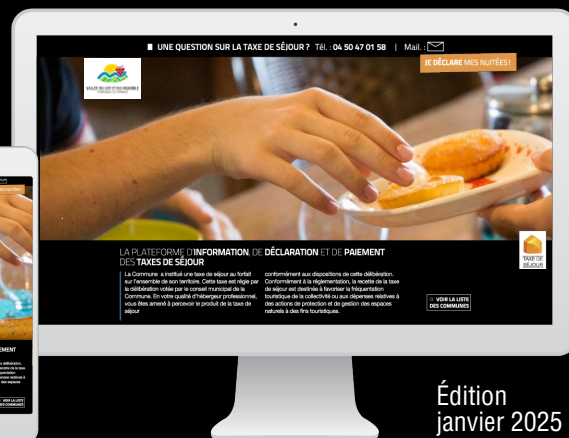 UNE QUESTION SUR LA TAXE DE SÉJOUR ? Tél. : 04 50 47 01 58 | Mail. :
JE DÉCLARE MES NUITÉES !
LA PLATEFORME D'INFORMATION, DE DÉCLARATION ET DE PAIEMENT
DES TAXES DE SÉJOUR
La Commune a institué une taxe de séjour au forfait
sur l'ensemble de son territoire. Cette taxe est régie par
la délibération votée par le conseil municipal de la
Commune. En votre qualité d'hébergeur professionnel,
vous êtes amené à percevoir le produit de la taxe de
séjour
conformément aux dispositions de cette délibération.
Conformément à la réglementation, la recette de la taxe
de séjour est destinée à favoriser la fréquentation
touristique de la collectivité ou aux dépenses relatives à
des actions de protection et de gestion des espaces
naturels à des fins touristiques.
TAXE DE
SÉJOUR
VOIR LA LISTE
DES COMMUNES
Édition
janvier 2025